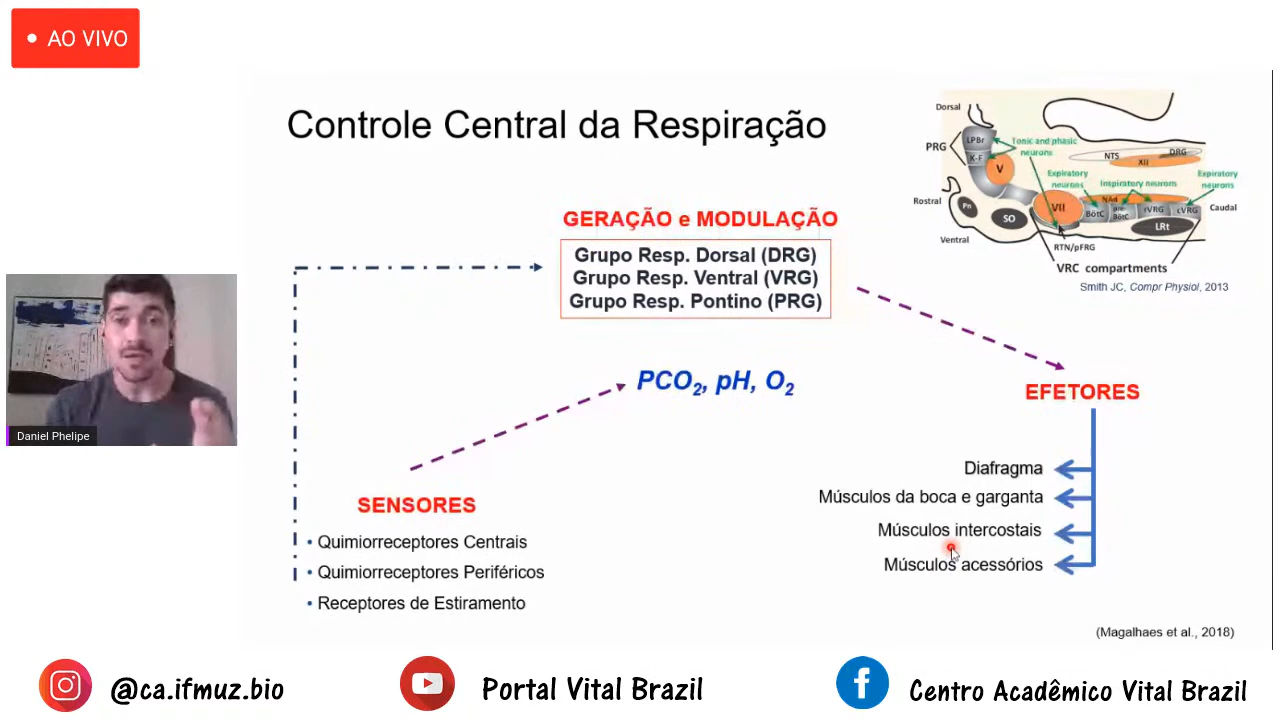 • AO VIVO
Controle Central da Respiração
Dorsal
PRG
LPBr
K-F
V
Tonic and phasic
neurons
NTS
DRG
XII
Expiratory
neurons
Inspiratory neurons
Expiratory
neurons
Rostral
Pn
SO
VII
NAd
BötC
pre-
BötC
rVRG
cVRG
Caudal
LRt
Ventral
RTN/pFRG
VRC compartments
Smith JC, Compr Physiol, 2013
GERAÇÃO e MODULAÇÃO
Grupo Resp. Dorsal (DRG)
Grupo Resp. Ventral (VRG)
Grupo Resp. Pontino (PRG)
PCO2, pH, O2
EFETORES
Diafragma
Músculos da boca e garganta
Músculos intercostais
Músculos acessórios
SENSORES
• Quimiorreceptores Centrais
• Quimiorreceptores Periféricos
• Receptores de Estiramento
Daniel Phelipe
(Magalhaes et al., 2018)
@ca.ifmuz.bio
Portal Vital Brazil
Centro Acadêmico Vital Brazil